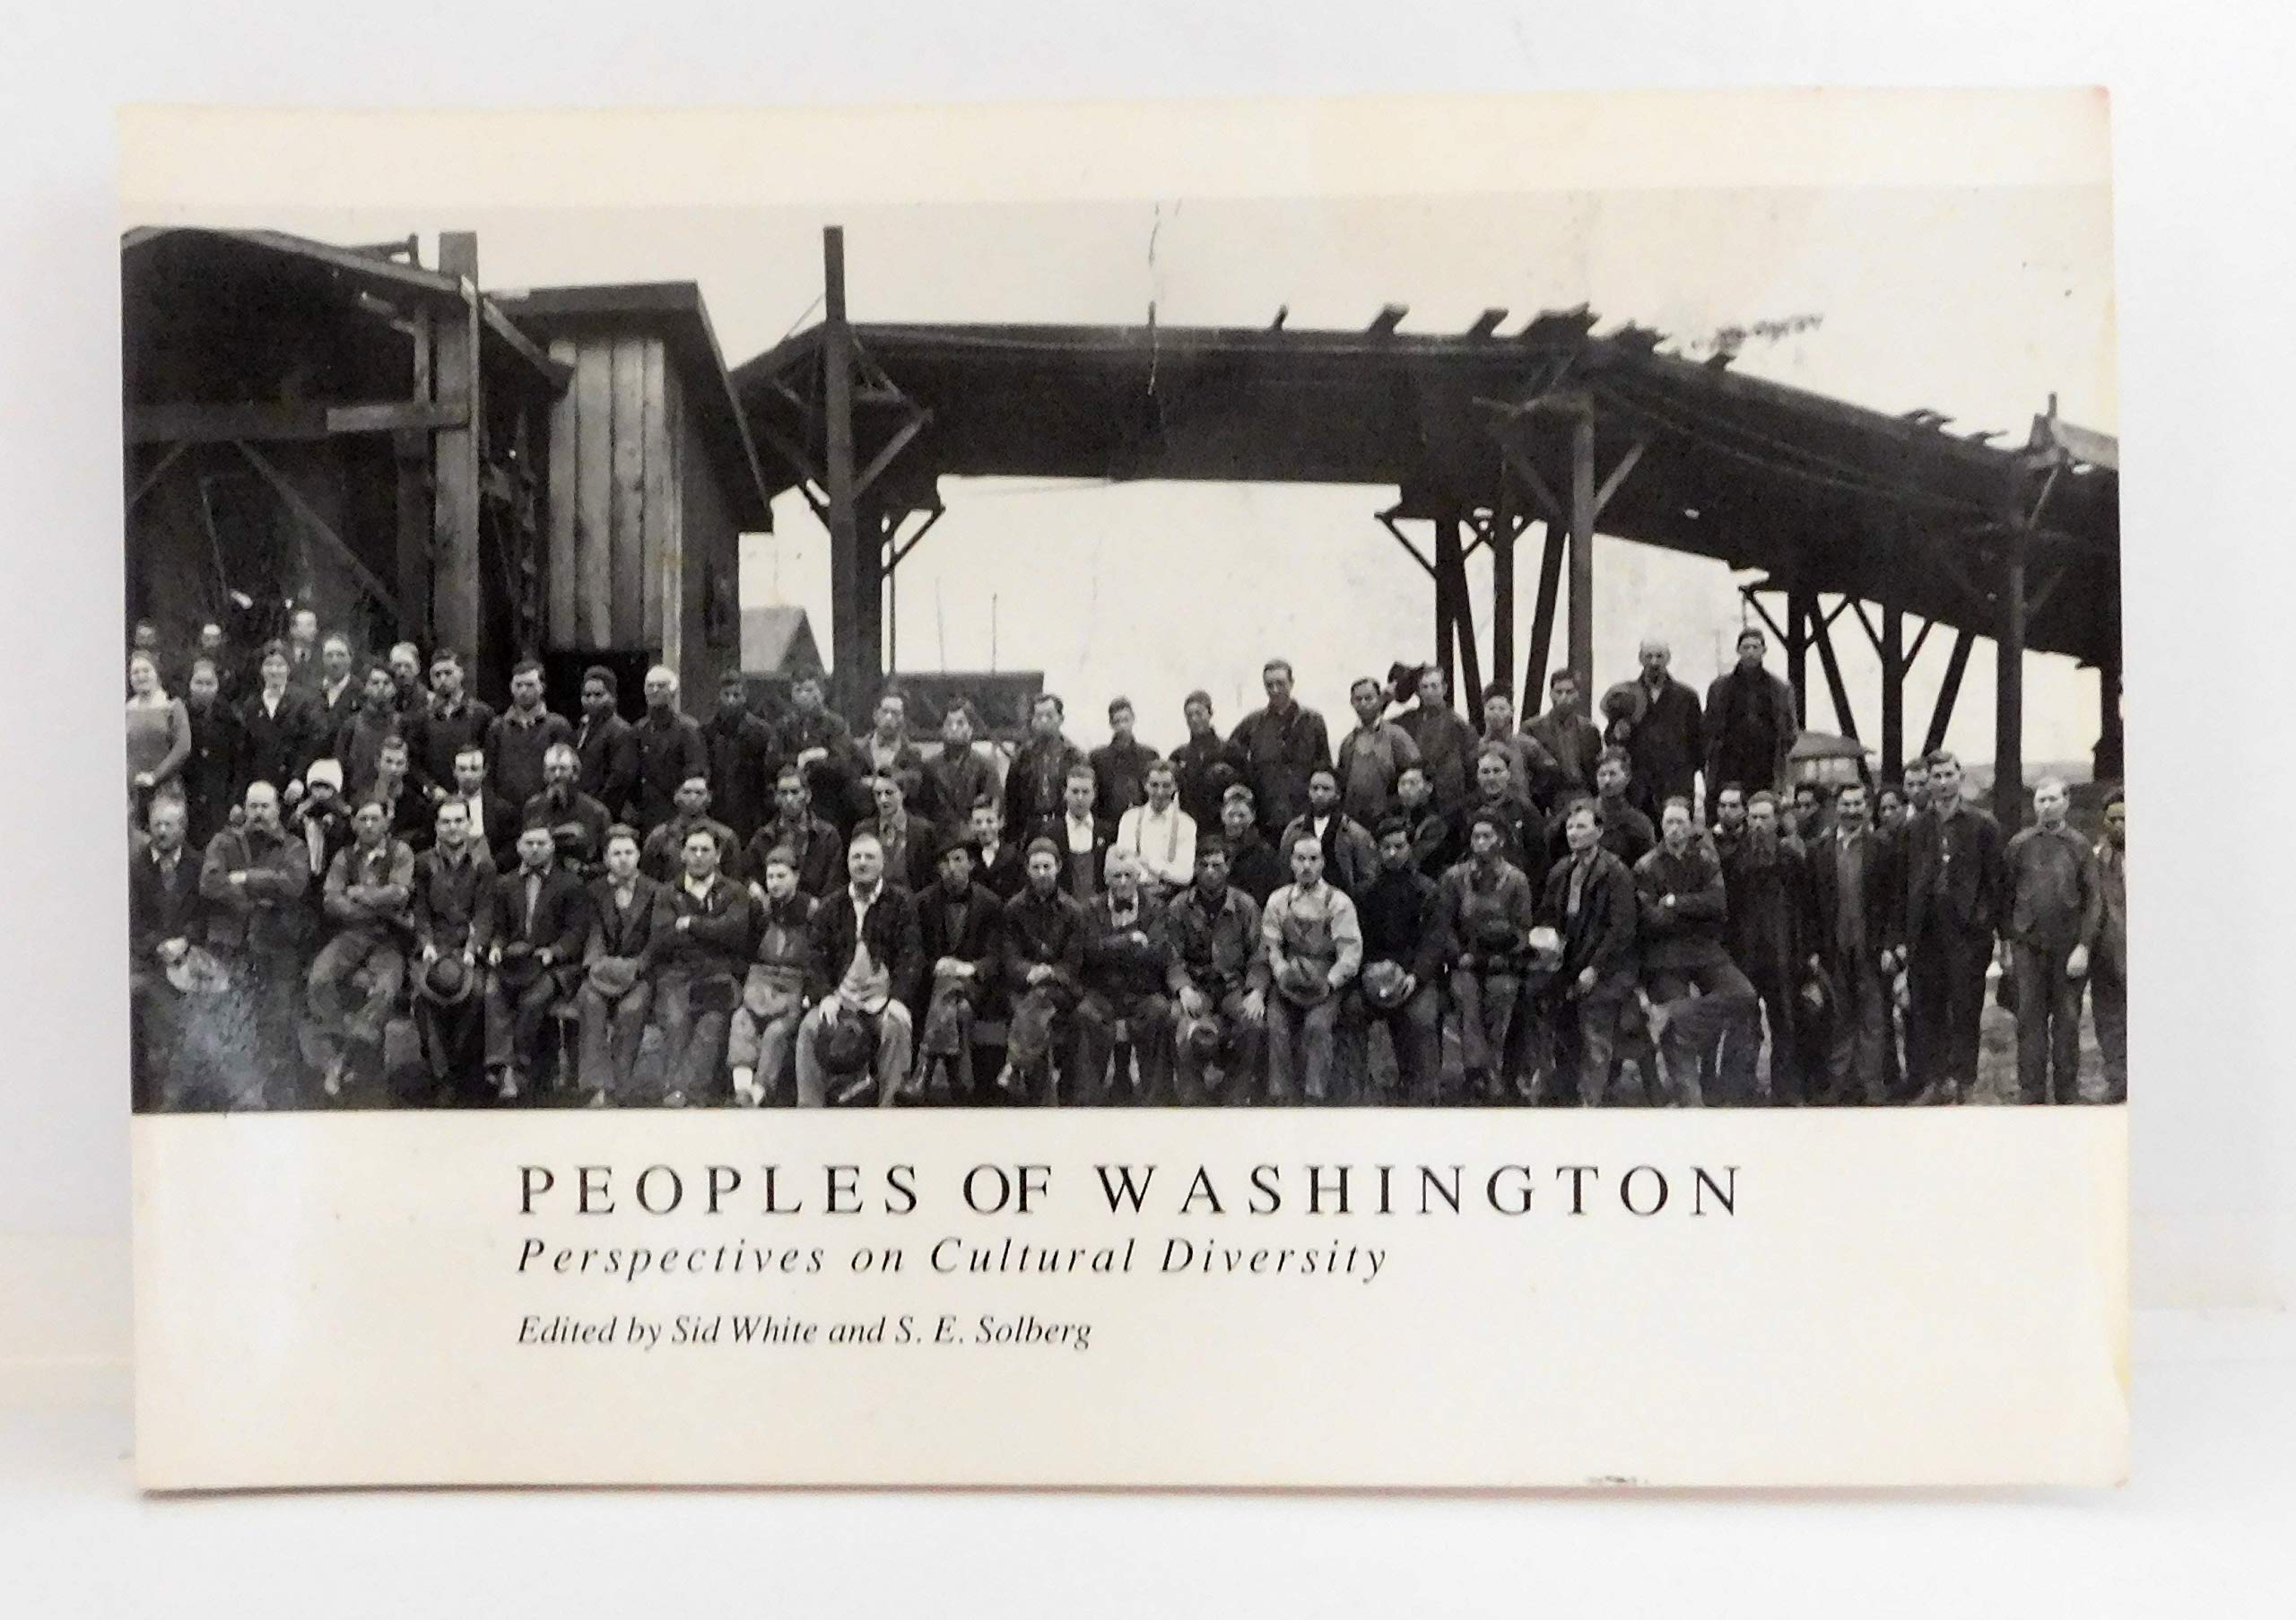 PEOPLES OF WASHINGTON
Perspectives on Cultural Diversity
Edited by Sid White and S. E. Solberg